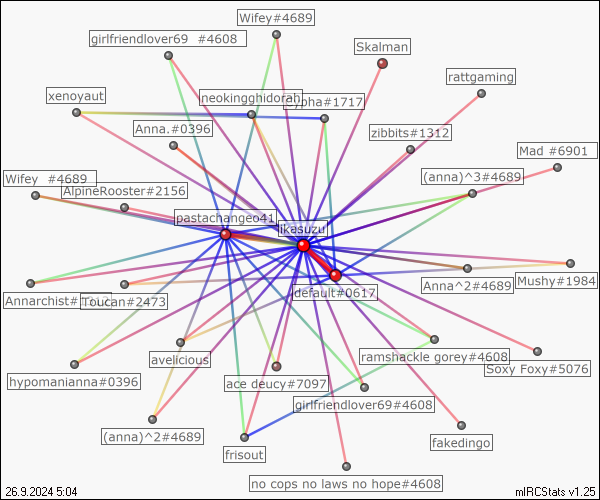 Wifey#4689
girlfriendlover69 #4608
Skalman
rattgaming
xenoyaut
neokingghidorah
ypha#1717
Anna.#0396
zibbits#1312
Mad #6901
Wifey #4689
AlpineRooster#2156
(anna)^3#4689
pastachangeo41
ikesuzu
Annarchist#
Toucan#2473
default#0617
Anna^2#4689
Mushy#1984
avelicious
ramshackle gorey#4608
Soxy Foxy#5076
hypomanianna#0396
ace deucy#7097
girlfriendlover69#4608
(anna)^2#4689
frisout
fakedingo
no cops no laws no hope#4608
26.9.2024 5:04
mIRCStats v1.25